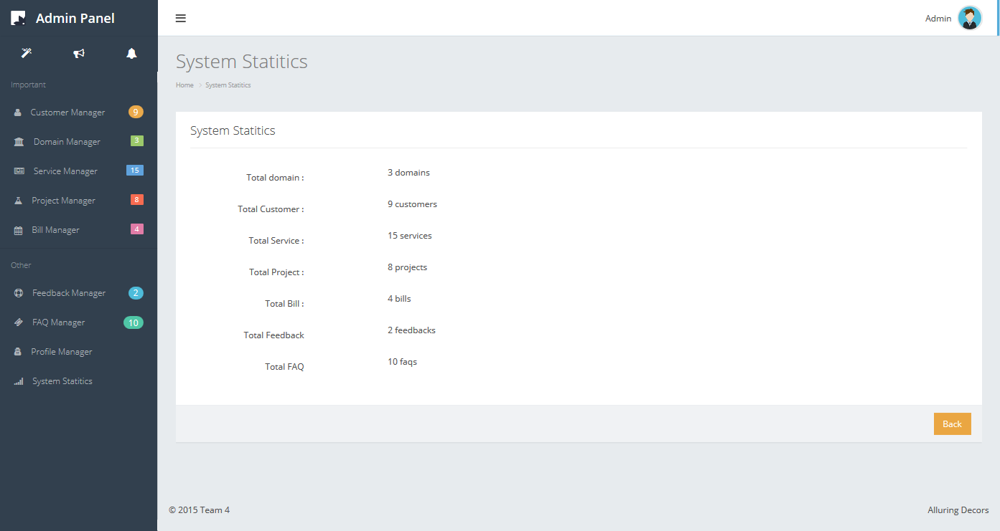 Admin Panel
Important
Customer Manager 9
Domain Manager 3
Service Manager 15
Project Manager 8
Bill Manager 4
Other
Feedback Manager 2
FAQ Manager 10
Profile Manager
System Statitics
Admin
System Statitics
Home > System Statitics
System Statitics
Total domain : 3 domains
Total Customer : 9 customers
Total Service : 15 services
Total Project : 8 projects
Total Bill : 4 bills
Total Feedback 2 feedbacks
Total FAQ 10 faqs
Back
© 2015 Team 4
Alluring Decors